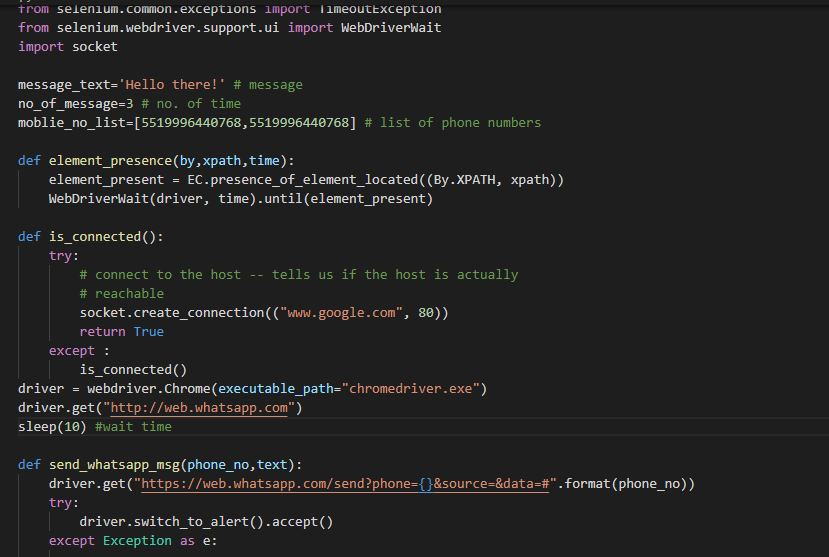 from selenium.common.exceptions import TimeoutException
from selenium.webdriver.support.ui import WebDriverWait
import socket
message_text='Hello there!' # message
no_of_message=3 # no. of time
moblie_no_list=[5519996440768,5519996440768] # list of phone numbers
def element_presence(by,xpath,time):
    element_present = EC.presence_of_element_located((By.XPATH, xpath))
    WebDriverWait(driver, time).until(element_present)
def is_connected():
    try:
        # connect to the host -- tells us if the host is actually
        # reachable
        socket.create_connection(("www.google.com", 80))
        return True
    except :
        is_connected()
driver = webdriver.Chrome(executable_path="chromedriver.exe")
driver.get("http://web.whatsapp.com")
sleep(10) #wait time
def send_whatsapp_msg(phone_no,text):
    driver.get("https://web.whatsapp.com/send?phone={}&source=&data=#".format(phone_no))
    try:
        driver.switch_to_alert().accept()
    except Exception as e: